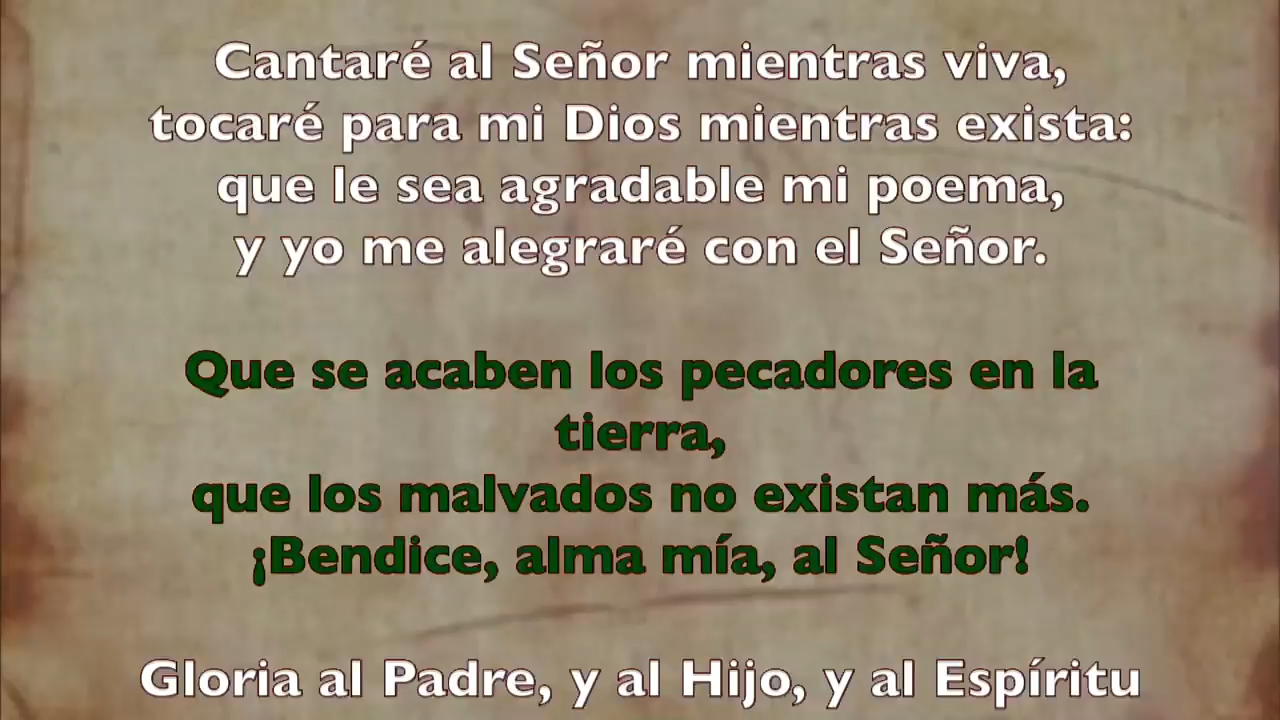 Cantaré al Señor mientras viva,
tocaré para mi Dios mientras exista:
que le sea agradable mi poema,
y yo me alegraré con el Señor.
Que se acaben los pecadores en la
tierra,
que los malvados no existan más.
¡Bendice, alma mía, al Señor!
Gloria al Padre, y al Hijo, y al Espíritu